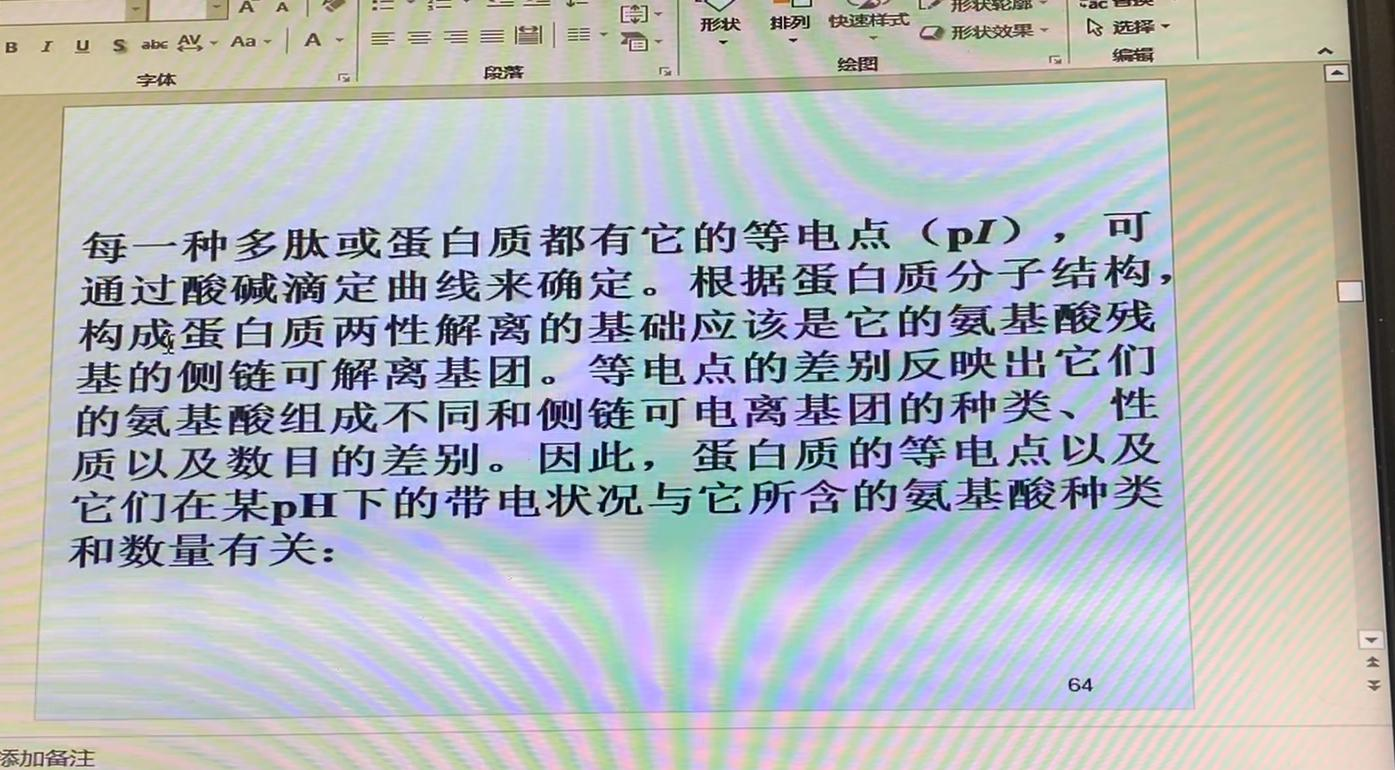 B I U S abc AV Aa A
字体
段落
形状
排列
快速样式
形状轮廓
形状效果
绘图
替换
选择
编辑
每一种多肽或蛋白质都有它的等电点（pI），可
通过酸碱滴定曲线来确定。根据蛋白质分子结构，
构成蛋白质两性解离的基础应该是它的氨基酸残
基的侧链可解离基团。等电点的差别反映出它们
的氨基酸组成不同和侧链可电离基团的种类、性
质以及数目的差别。因此，蛋白质的等电点以及
它们在某pH下的带电状况与它所含的氨基酸种类
和数量有关：
64
添加备注